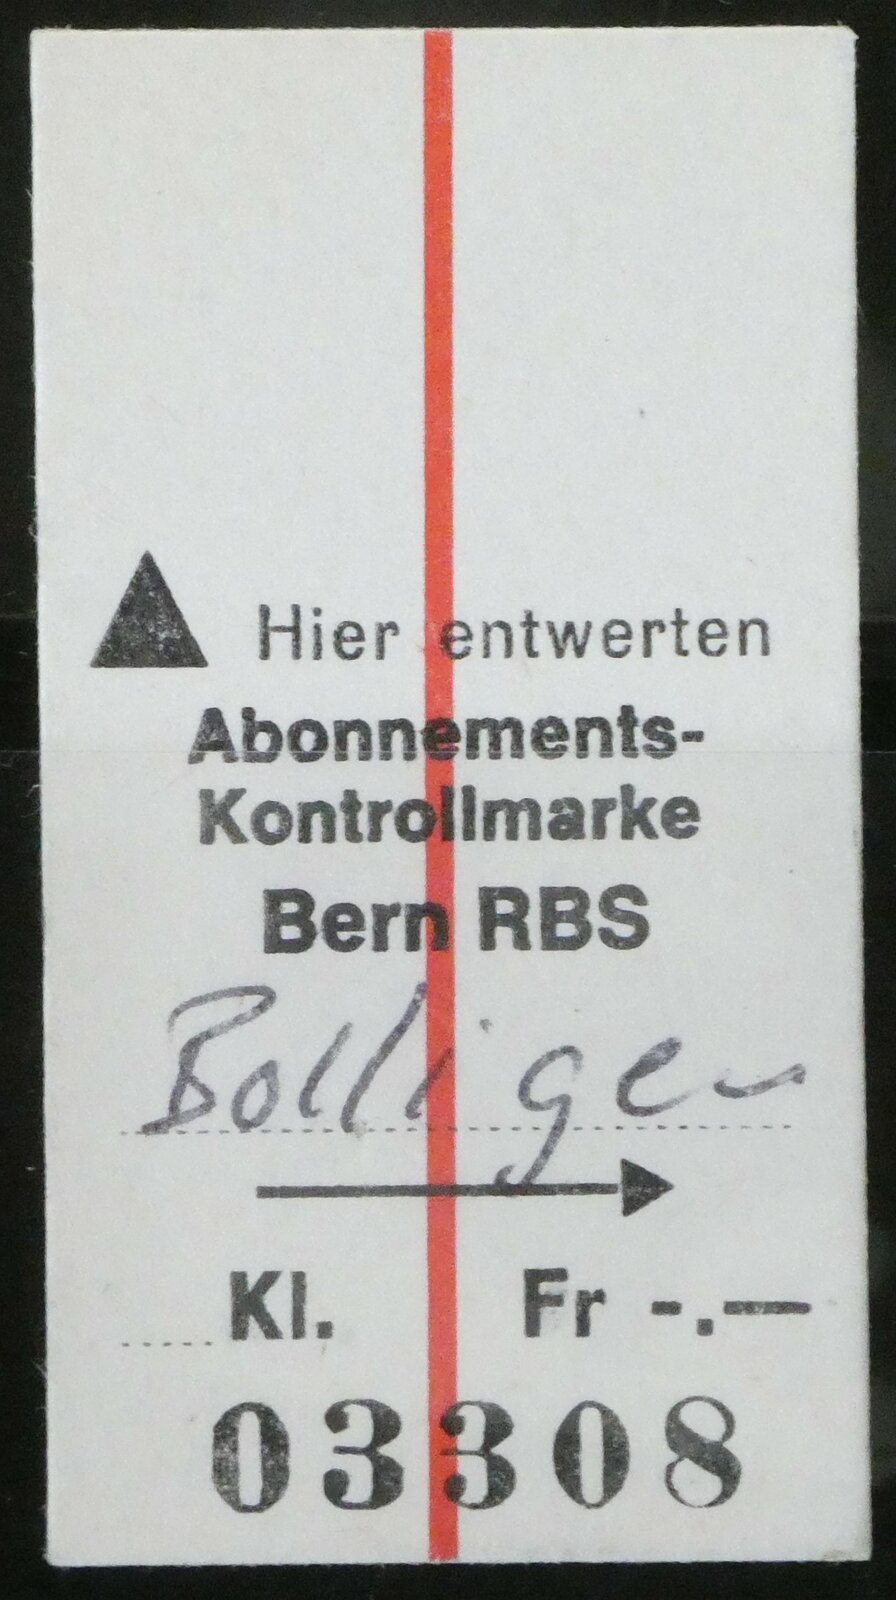 Hier entwerten
Abonnements-
Kontrollmarke
Bern RBS
Bolligen
Kl. Fr -.—
03308